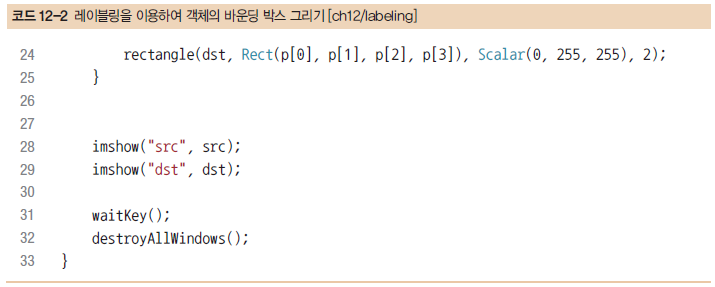 코드 12-2 레이블링을 이용하여 객체의 바운딩 박스 그리기 [ch12/labeling]
24 rectangle(dst, Rect(p[0], p[1], p[2], p[3]), Scalar(0, 255, 255), 2);
25 }
26
27
28 imshow("src", src);
29 imshow("dst", dst);
30
31 waitKey();
32 destroyAllWindows();
33 }